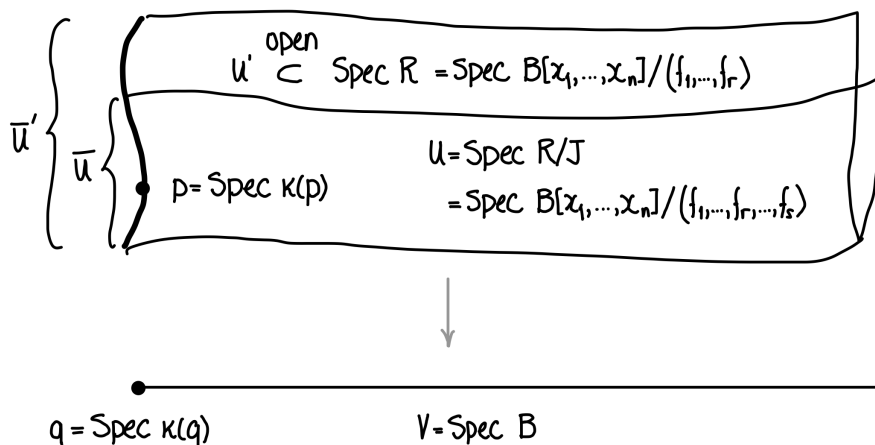 U' open ⊂ Spec R = Spec B[x₁,...,xₙ]/(f₁,...,fᵣ)
Ū'
Ū
U = Spec R/J
p = Spec κ(p)
= Spec B[x₁,...,xₙ]/(f₁,...,fᵣ,...,fₛ)
q = Spec κ(q)
V = Spec B